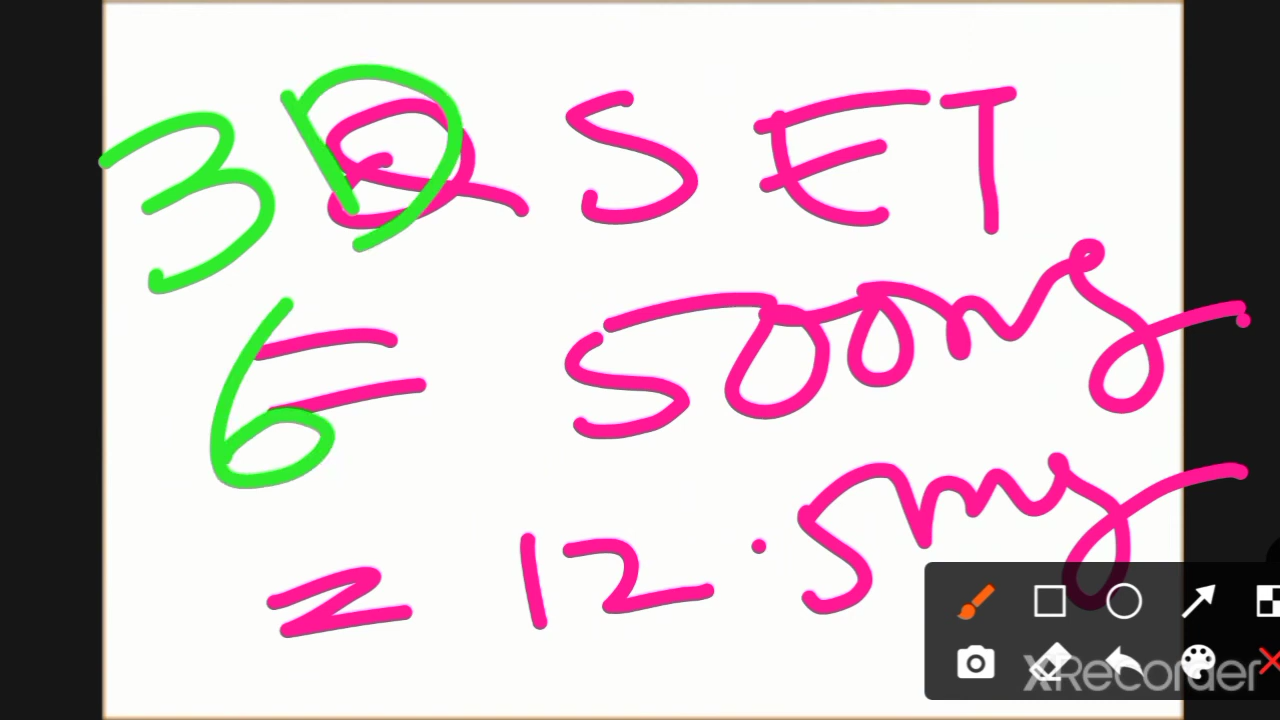 3D Q SET
6 = 500mg
= 12.5mg
XRecorder